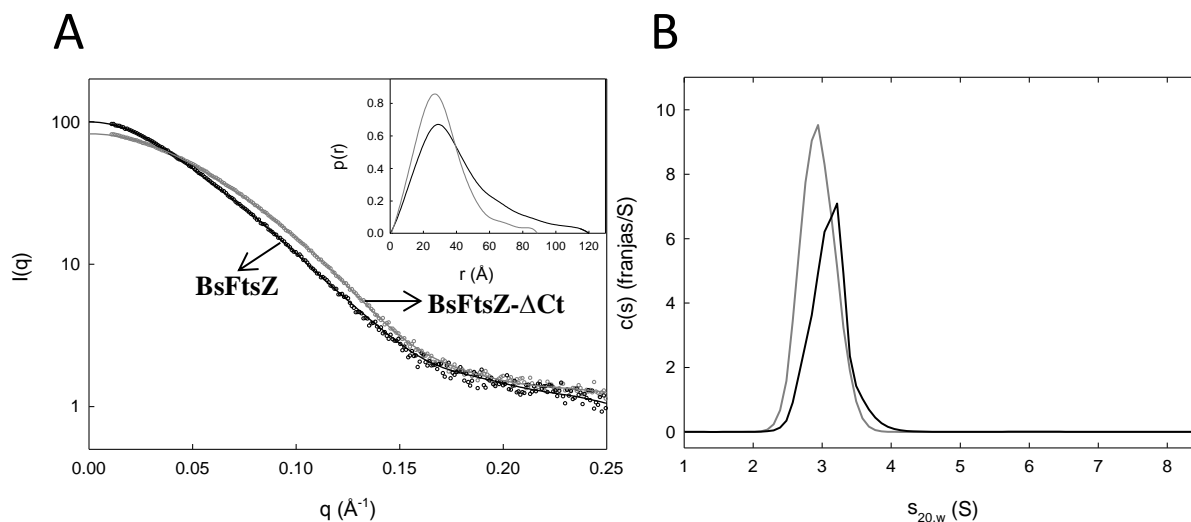 A
B
100
10
1
I(q)
0.00 0.05 0.10 0.15 0.20 0.25
q (Å⁻¹)
BsFtsZ
BsFtsZ-ΔCt
0.8
0.6
0.4
0.2
0.0
p(r)
0 20 40 60 80 100 120
r (Å)
10
8
6
4
2
0
c(s) (franjas/S)
1 2 3 4 5 6 7 8
s20,w (S)